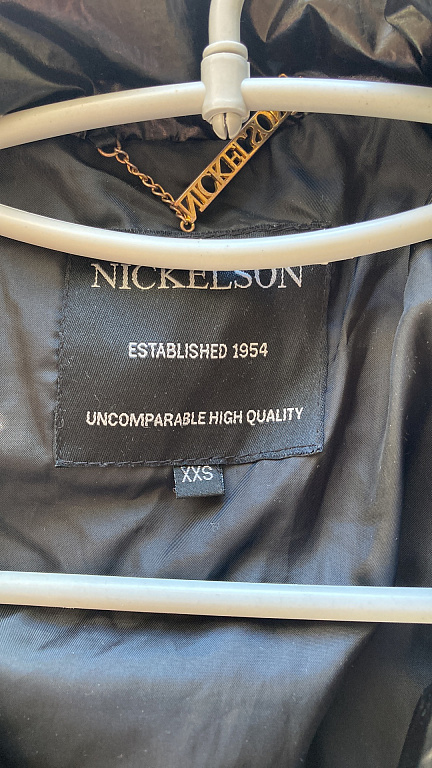 NICKELSON
NICKELSON
ESTABLISHED 1954
UNCOMPARABLE HIGH QUALITY
XXS